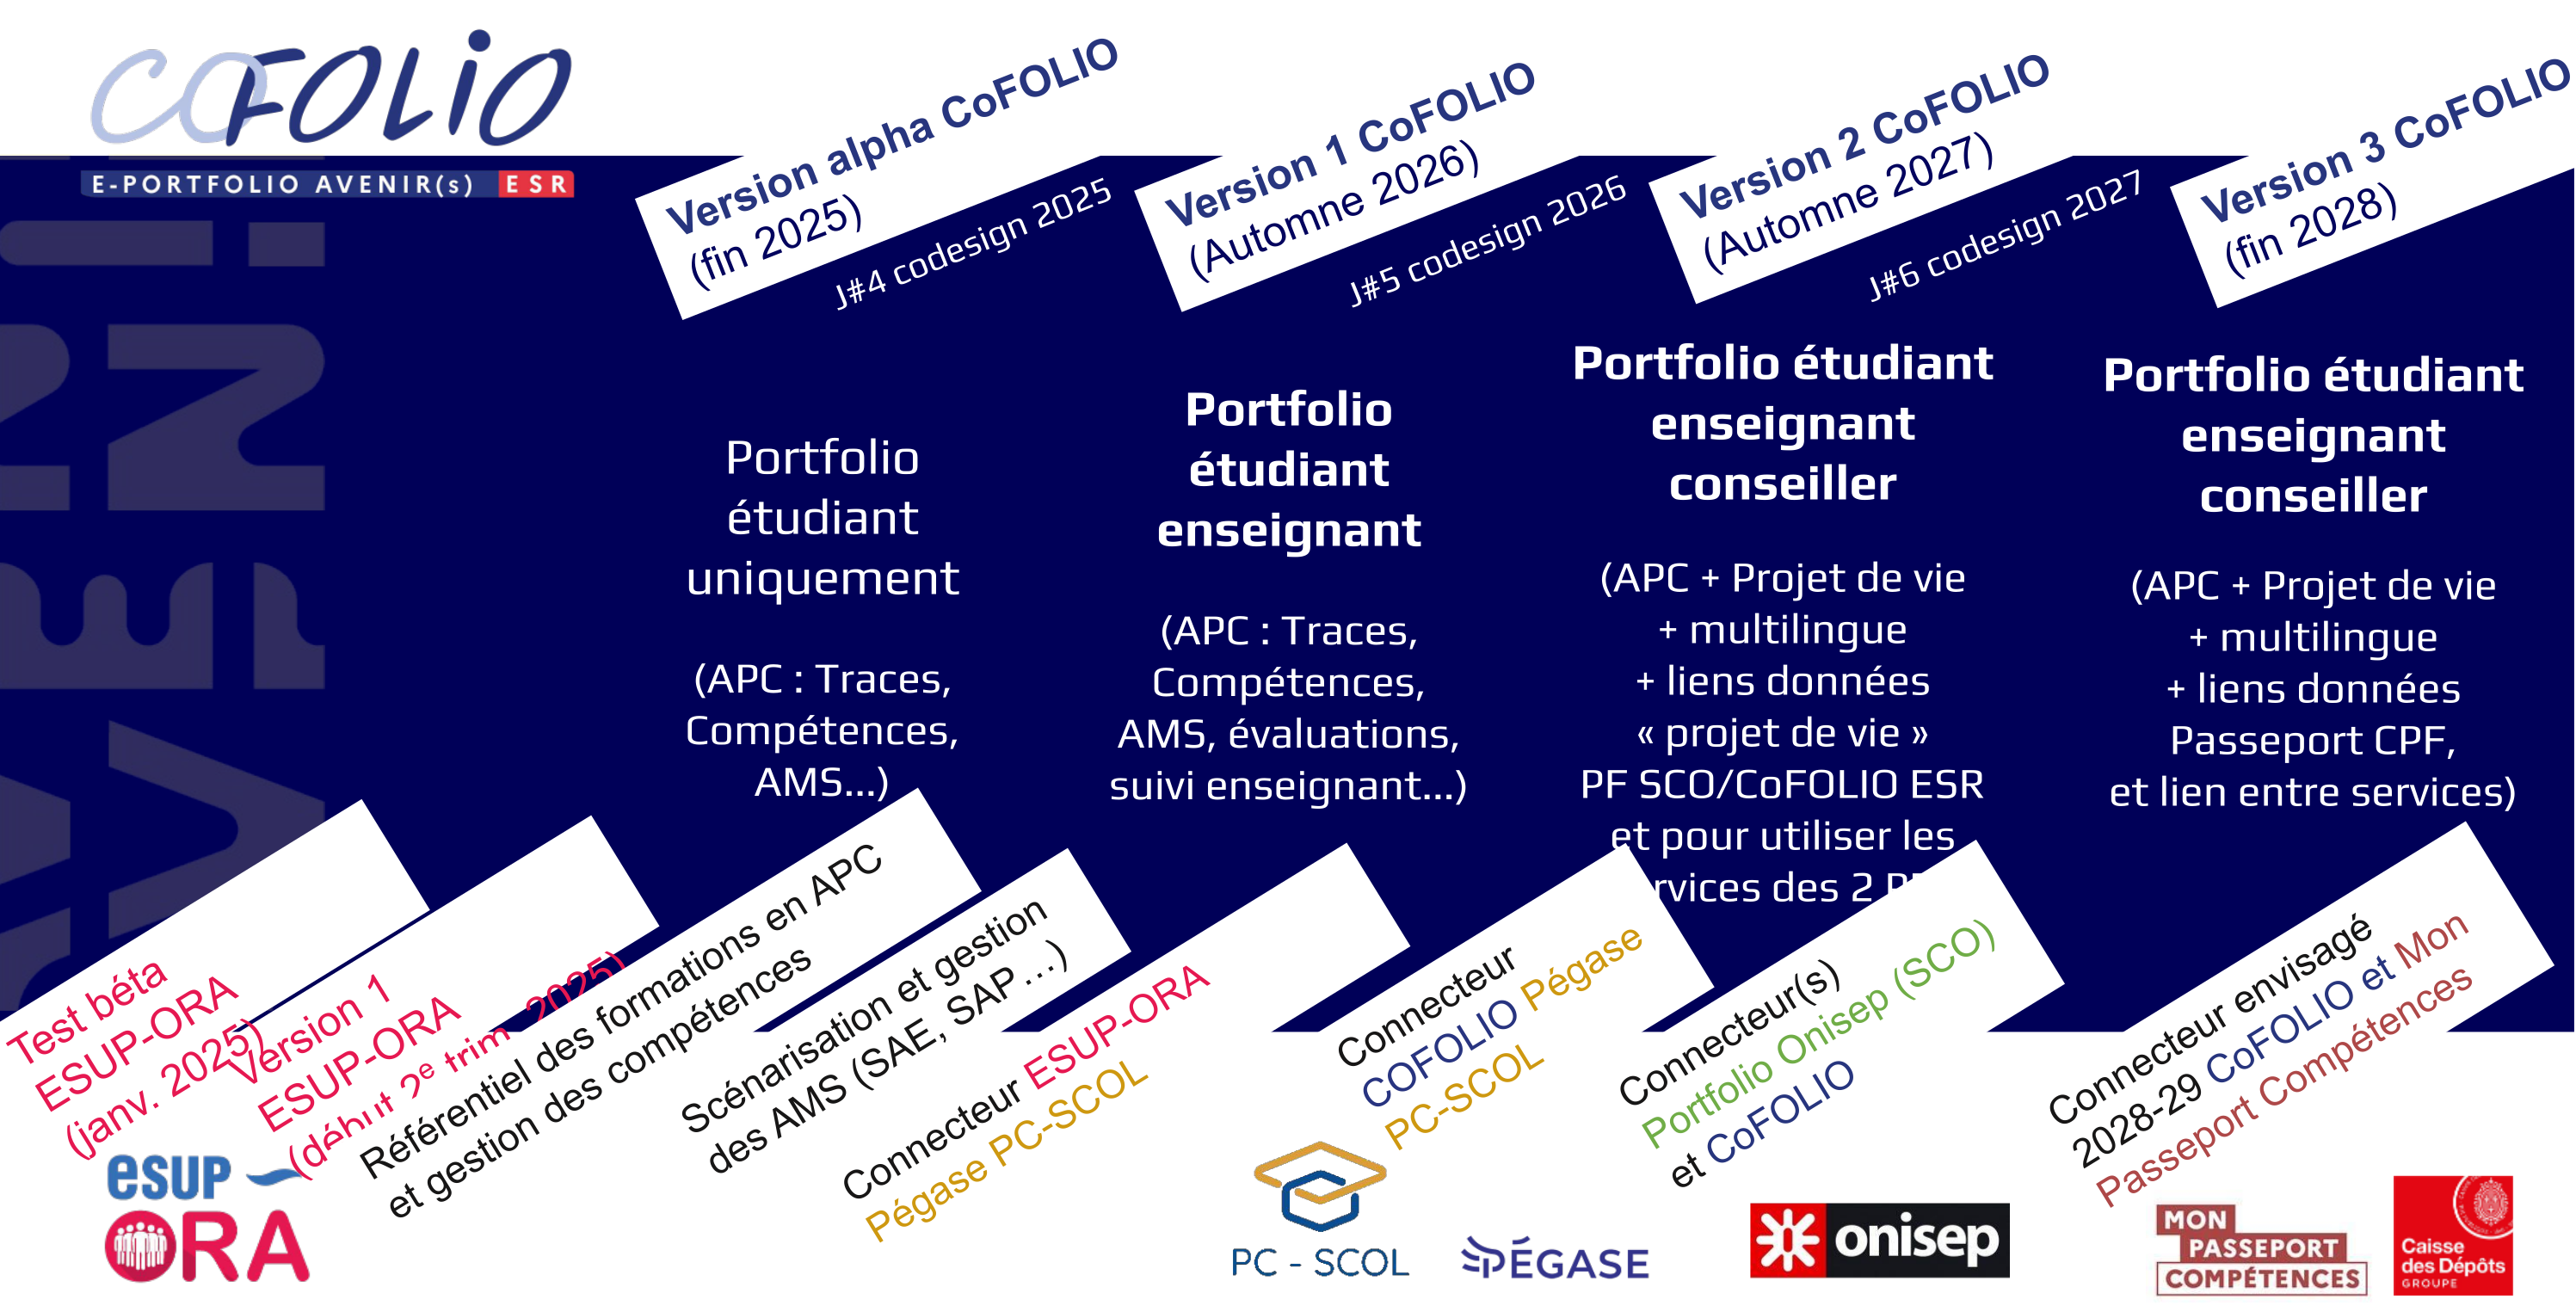 COFOLiO
E-PORTFOLIO AVENIR(s) ESR
AVENIR
Version alpha CoFOLIO
(fin 2025)
J#4 codesign 2025
Version 1 CoFOLIO
(Automne 2026)
J#5 codesign 2026
Version 2 CoFOLIO
(Automne 2027)
J#6 codesign 2027
Version 3 CoFOLIO
(fin 2028)
Portfolio
étudiant
uniquement
(APC : Traces,
Compétences,
AMS...)
Portfolio
étudiant
enseignant
(APC : Traces,
Compétences,
AMS, évaluations,
suivi enseignant...)
Portfolio étudiant
enseignant
conseiller
(APC + Projet de vie
+ multilingue
+ liens données
« projet de vie »
PF SCO/CoFOLIO ESR
et pour utiliser les
rvices des 2
Portfolio étudiant
enseignant
conseiller
(APC + Projet de vie
+ multilingue
+ liens données
Passeport CPF,
et lien entre services)
Test béta
ESUP-ORA
(janv. 2025)
Version 1
ESUP-ORA
(début 2e trim. 2025)
Référentiel des formations en APC
et gestion des compétences
Scénarisation et gestion
des AMS (SAE, SAP ...)
Connecteur ESUP-ORA
Pégase PC-SCOL
Connecteur
COFOLIO Pégase
PC-SCOL
Connecteur(s)
Portfolio Onisep (SCO)
et CoFOLIO
Connecteur envisagé
2028-29 CoFOLIO et Mon
Passeport Compétences
esup
ORA
PC - SCOL
PÉGASE
onisep
MON
PASSEPORT
COMPÉTENCES
Caisse
des Dépôts
GROUPE